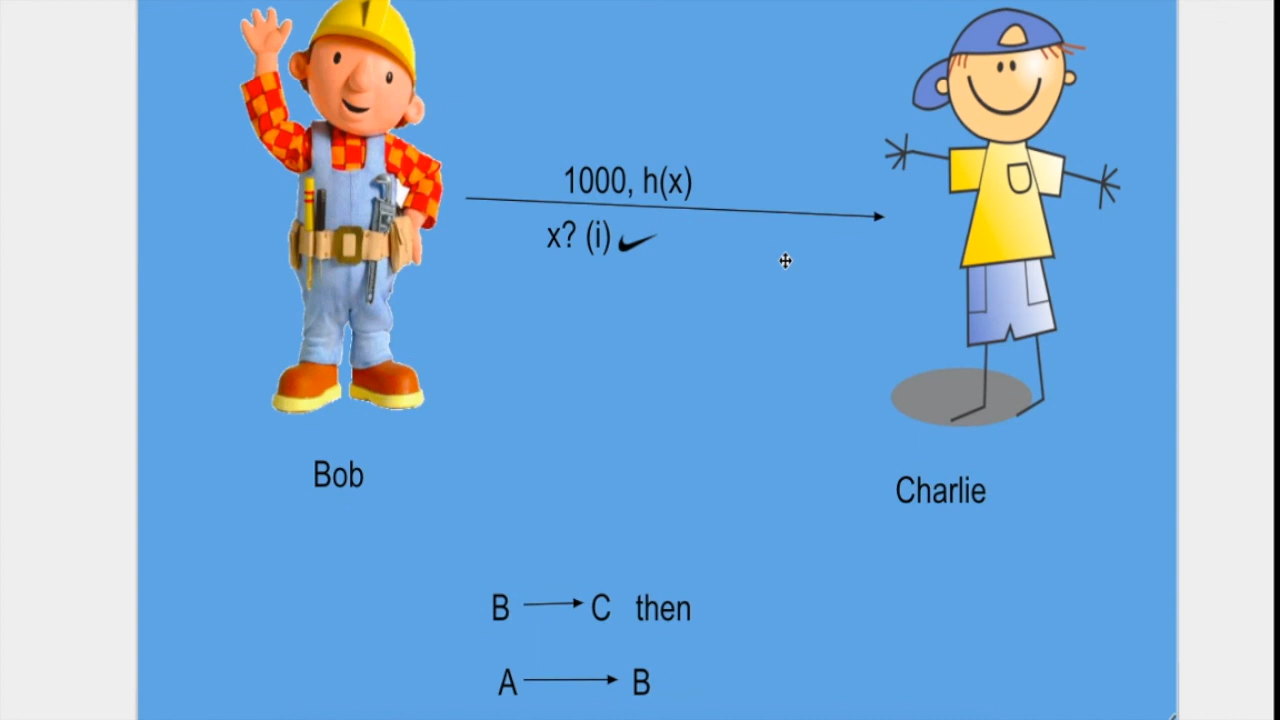 1000, h(x)
x? (i)
Bob
Charlie
B C then
A B